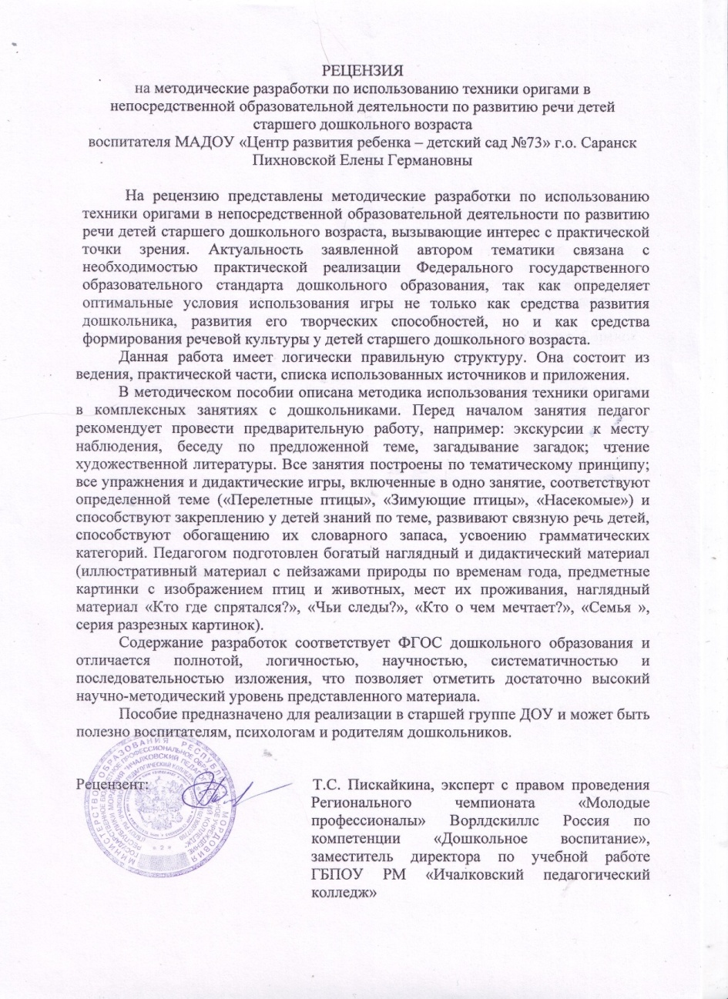 РЕЦЕНЗИЯ
на методические разработки по использованию техники оригами в
непосредственной образовательной деятельности по развитию речи детей
старшего дошкольного возраста
воспитателя МАДОУ «Центр развития ребенка – детский сад №73» г.о. Саранск
Пихновской Елены Германовны
На рецензию представлены методические разработки по использованию
техники оригами в непосредственной образовательной деятельности по развитию
речи детей старшего дошкольного возраста, вызывающие интерес с практической
точки зрения. Актуальность заявленной автором тематики связана с
необходимостью практической реализации Федерального государственного
образовательного стандарта дошкольного образования, так как определяет
оптимальные условия использования игры не только как средства развития
дошкольника, развития его творческих способностей, но и как средства
формирования речевой культуры у детей старшего дошкольного возраста.
Данная работа имеет логически правильную структуру. Она состоит из
ведения, практической части, списка использованных источников и приложения.
В методическом пособии описана методика использования техники оригами
в комплексных занятиях с дошкольниками. Перед началом занятия педагог
рекомендует провести предварительную работу, например: экскурсии к месту
наблюдения, беседу по предложенной теме, загадывание загадок; чтение
художественной литературы. Все занятия построены по тематическому принципу;
все упражнения и дидактические игры, включенные в одно занятие, соответствуют
определенной теме («Перелетные птицы», «Зимующие птицы», «Насекомые») и
способствуют закреплению у детей знаний по теме, развивают связную речь детей,
способствуют обогащению их словарного запаса, усвоению грамматических
категорий. Педагогом подготовлен богатый наглядный и дидактический материал
(иллюстративный материал с пейзажами природы по временам года, предметные
картинки с изображением птиц и животных, мест их проживания, наглядный
материал «Кто где спрятался?», «Чьи следы?», «Кто о чем мечтает?», «Семья »,
серия разрезных картинок).
Содержание разработок соответствует ФГОС дошкольного образования и
отличается полнотой, логичностью, научностью, систематичностью и
последовательностью изложения, что позволяет отметить достаточно высокий
научно-методический уровень представленного материала.
Пособие предназначено для реализации в старшей группе ДОУ и может быть
полезно воспитателям, психологам и родителям дошкольников.
Рецензент:
Т.С. Пискайкина, эксперт с правом проведения
Регионального чемпионата «Молодые
профессионалы» Ворлдскиллс Россия по
компетенции «Дошкольное воспитание»,
заместитель директора по учебной работе
ГБПОУ РМ «Ичалковский педагогический
колледж»
МИНИСТЕРСТВО ОБРАЗОВАНИЯ РЕСПУБЛИКИ МОРДОВИЯ